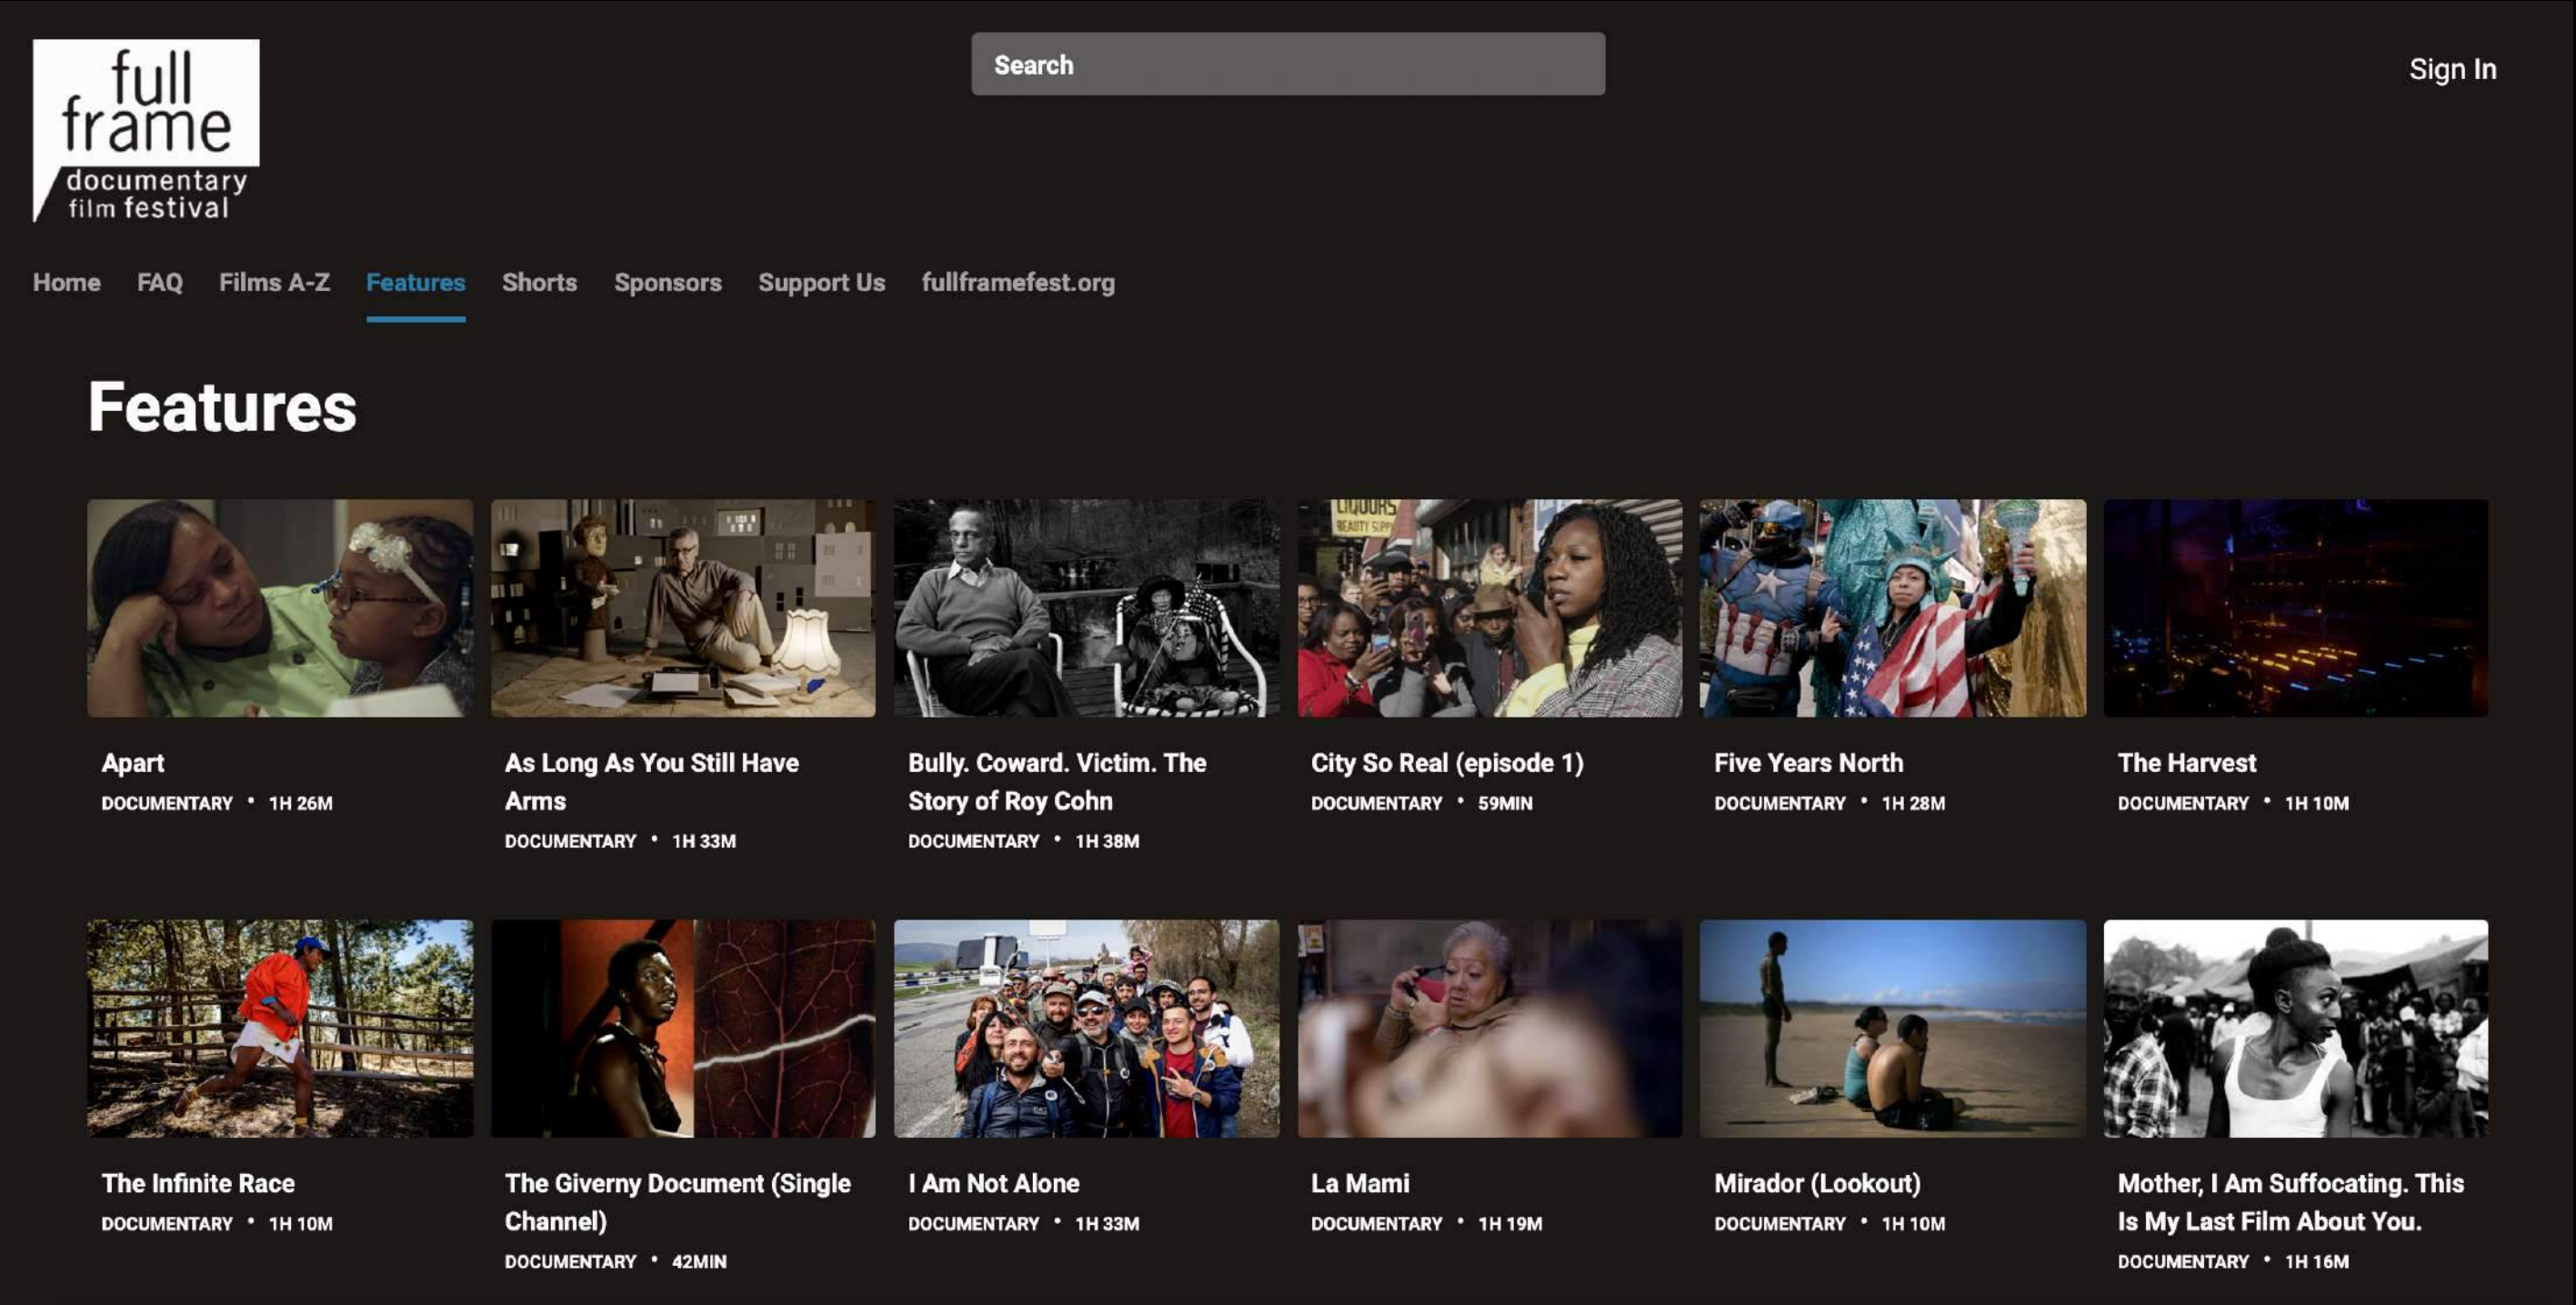 full
frame
documentary
film festival
Search
Sign In
Home FAQ Films A-Z Features Shorts Sponsors Support Us fullframefest.org
Features
LIQUORS
BEAUTY SUPP
Apart
DOCUMENTARY • 1H 26M
As Long As You Still Have
Arms
DOCUMENTARY • 1H 33M
Bully. Coward. Victim. The
Story of Roy Cohn
DOCUMENTARY • 1H 38M
City So Real (episode 1)
DOCUMENTARY • 59MIN
Five Years North
DOCUMENTARY • 1H 28M
The Harvest
DOCUMENTARY • 1H 10M
The Infinite Race
DOCUMENTARY • 1H 10M
The Giverny Document (Single
Channel)
DOCUMENTARY • 42MIN
I Am Not Alone
DOCUMENTARY • 1H 33M
La Mami
DOCUMENTARY • 1H 19M
Mirador (Lookout)
DOCUMENTARY • 1H 10M
Mother, I Am Suffocating. This
Is My Last Film About You.
DOCUMENTARY • 1H 16M